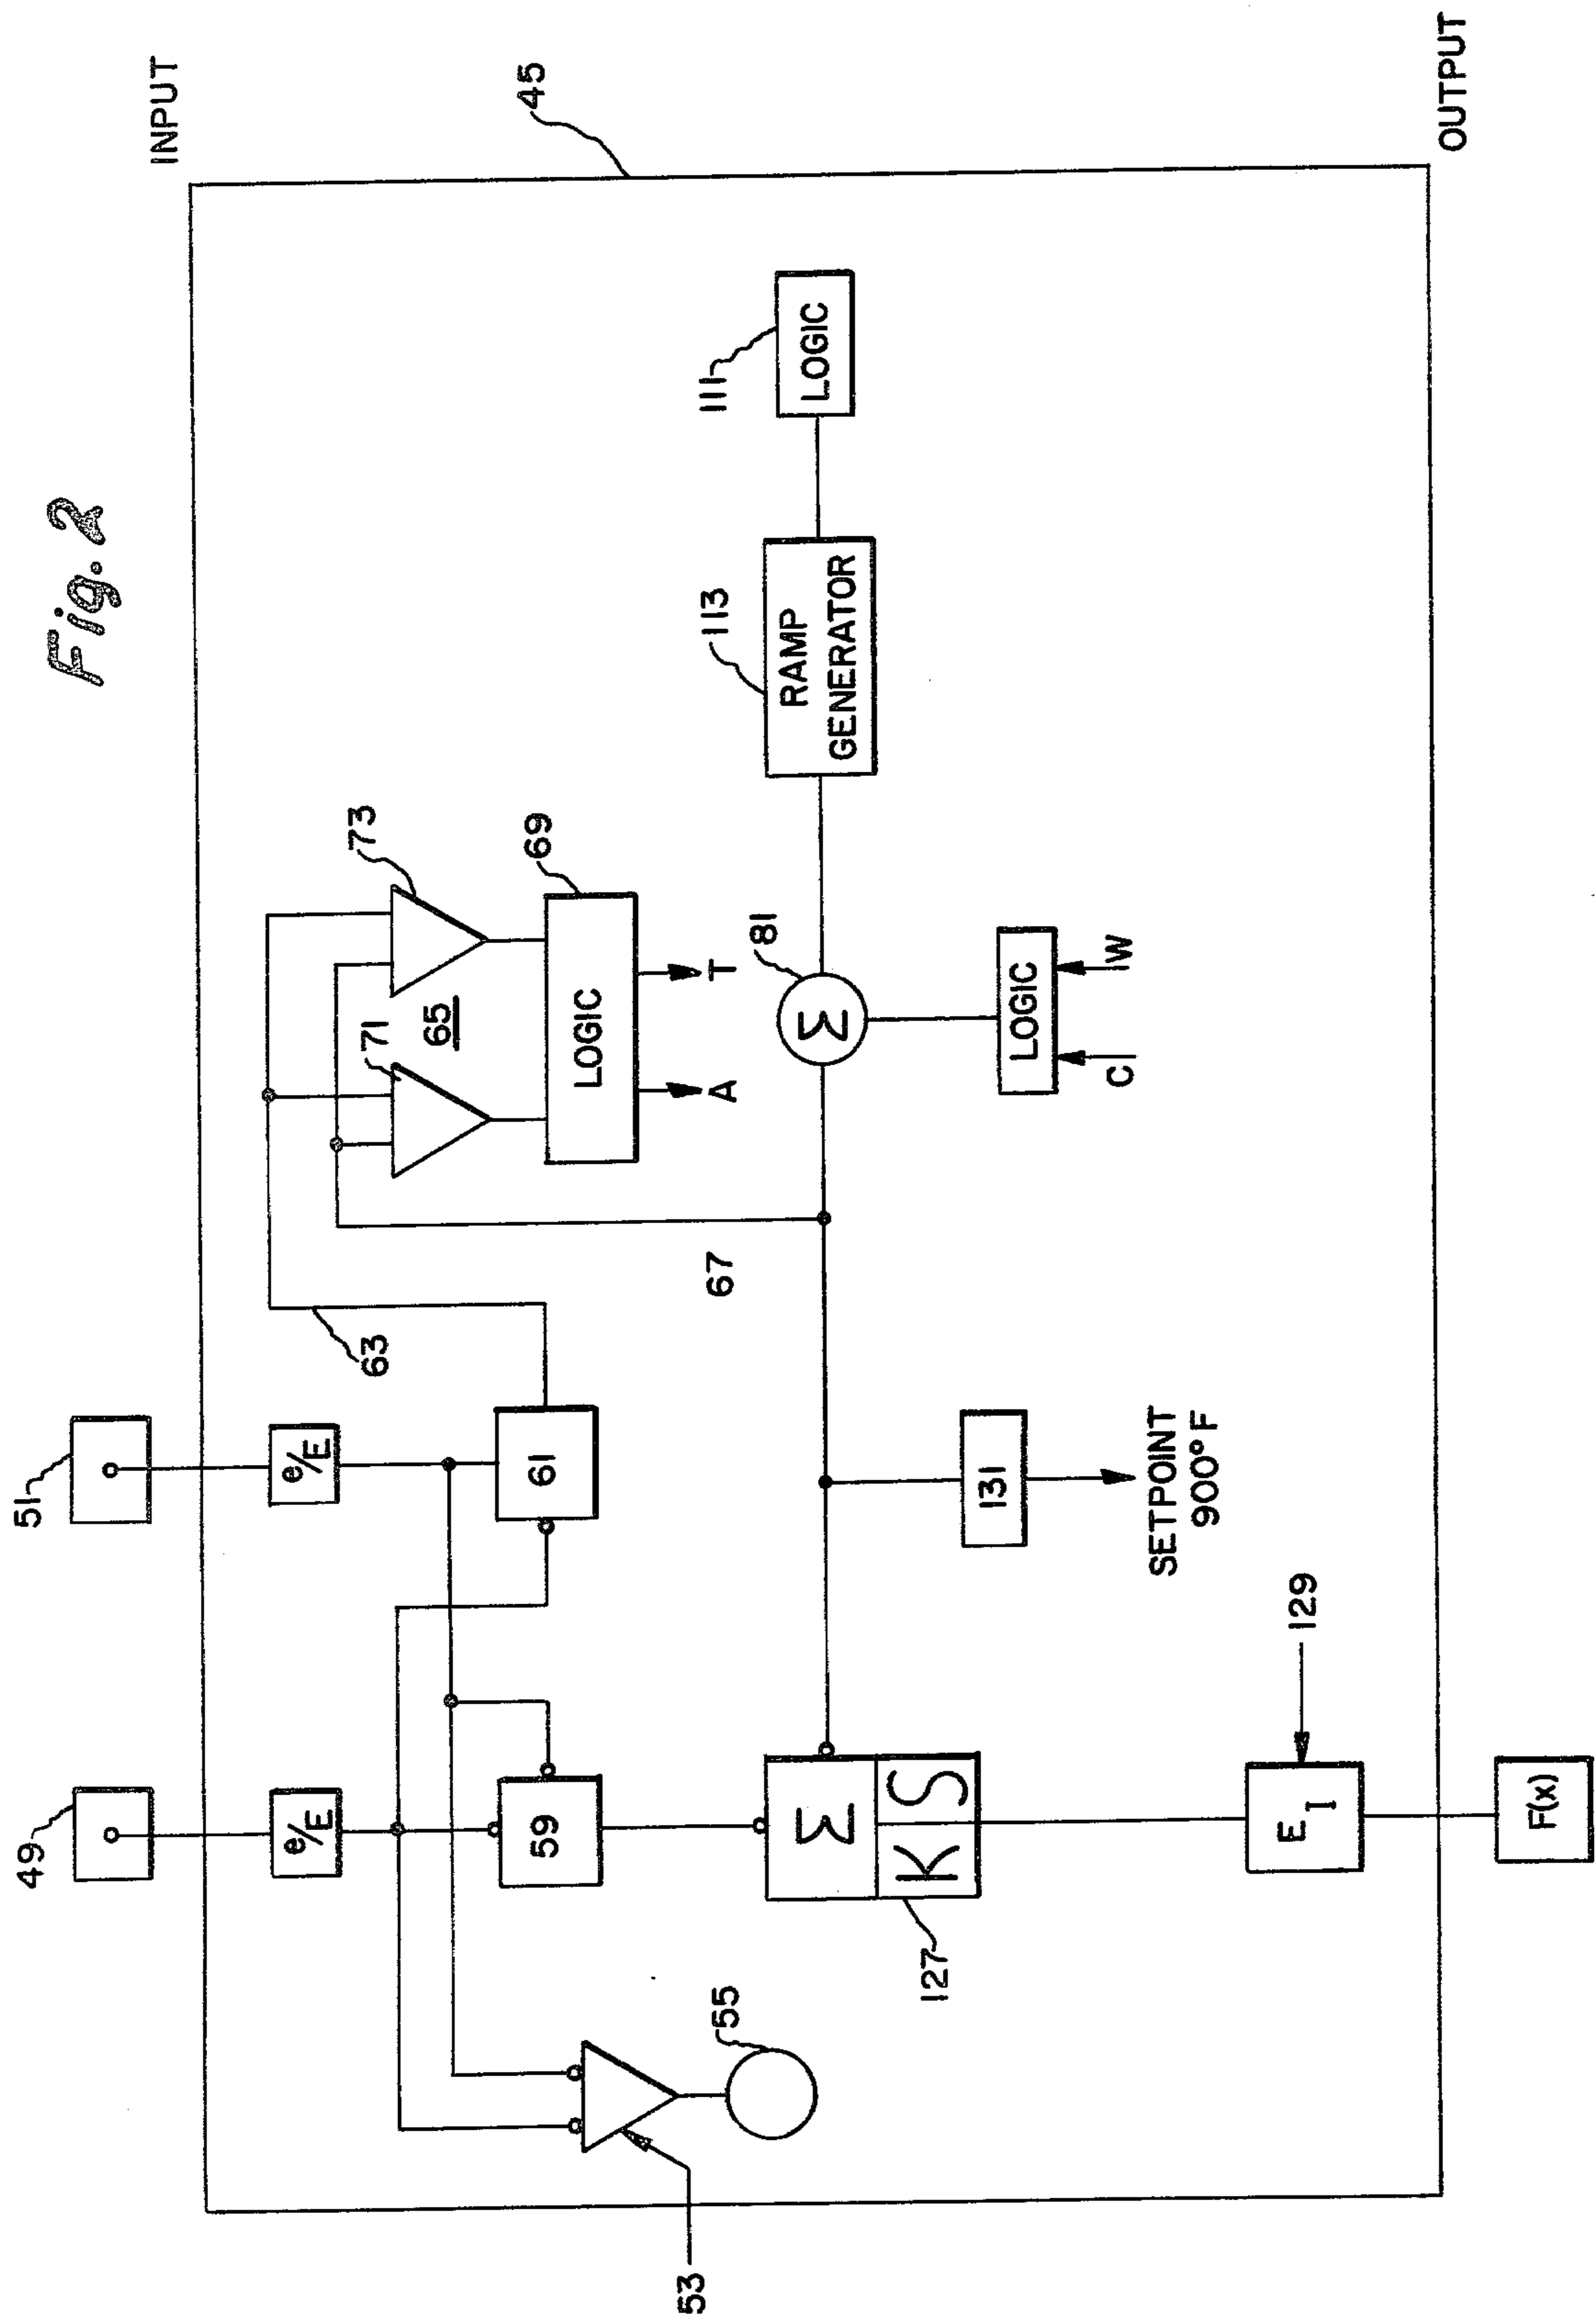 Fig. 2
INPUT
49
51
45
e/E
e/E
63
73
71
65
69
LOGIC
A
T
59
61
67
53
55
81
Σ
113
RAMP
GENERATOR
111
LOGIC
LOGIC
C
W
Σ
K
S
127
131
SETPOINT
900° F
129
E
I
F(x)
OUTPUT